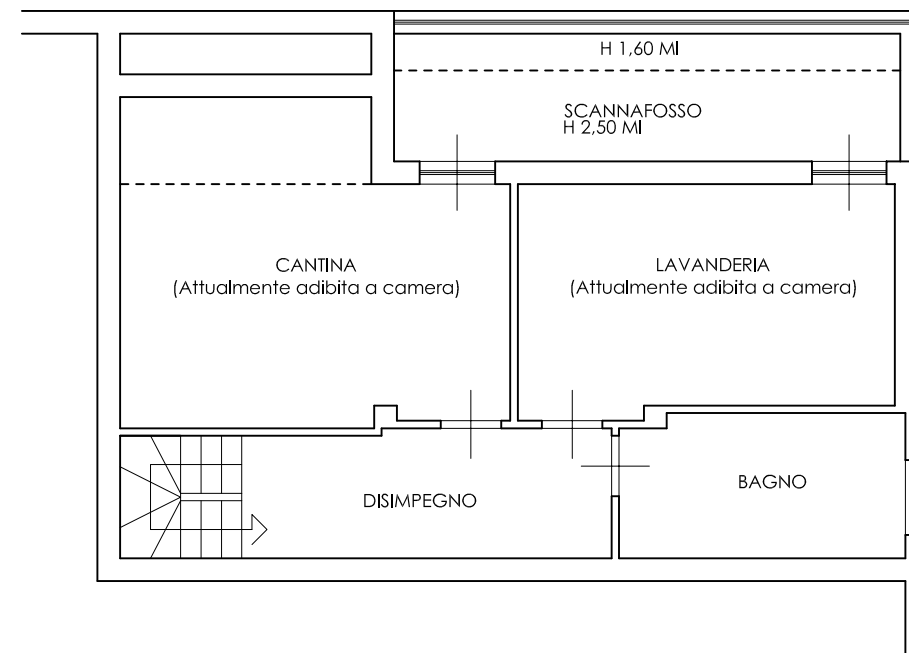 H 1,60 Ml
SCANNAFOSSO
H 2,50 Ml
CANTINA
(Attualmente adibita a camera)
LAVANDERIA
(Attualmente adibita a camera)
DISIMPEGNO
BAGNO